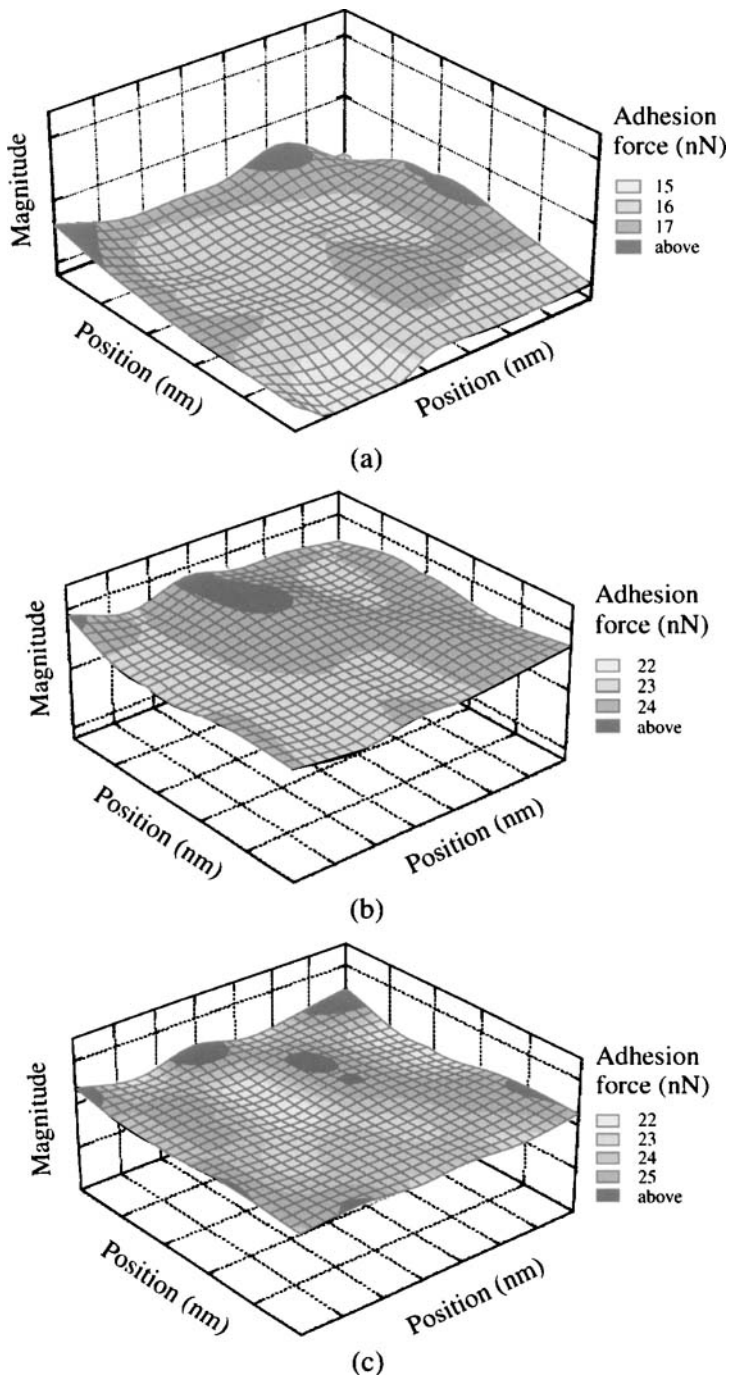 Magnitude
Position (nm)
Position (nm)
Adhesion
force (nN)
15
16
17
above
(a)
Magnitude
Position (nm)
Position (nm)
Adhesion
force (nN)
22
23
24
above
(b)
Magnitude
Position (nm)
Position (nm)
Adhesion
force (nN)
22
23
24
25
above
(c)